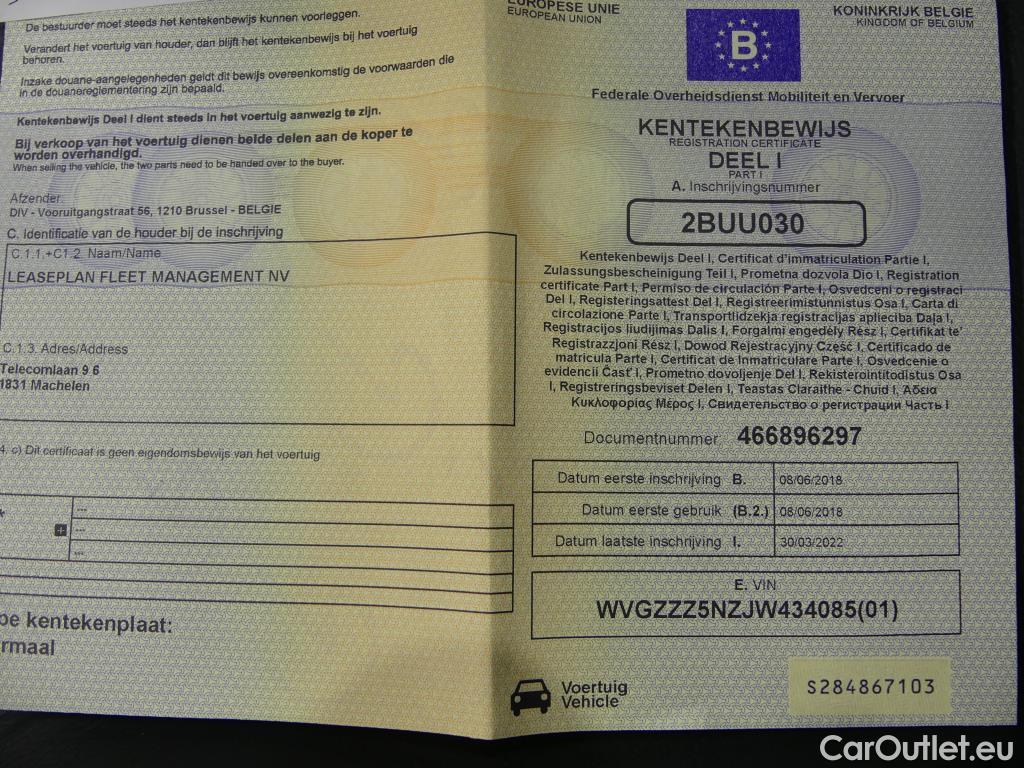 De bestuurder moet steeds het kentekenbewijs kunnen voorleggen.
Verandert het voertuig van houder, dan blijft het kentekenbewijs bij het voertuig
behoren.
Inzake douane-aangelegenheden geldt dit bewijs overeenkomstig de voorwaarden die
in de douanereglementering zijn bepaald.
Kentekenbewijs Deel I dient steeds in het voertuig aanwezig te zijn.
Bij verkoop van het voertuig dienen beide delen aan de koper te
worden overhandigd.
When selling the vehicle, the two parts need to be handed over to the buyer.
Afzender:
DIV - Vooruitgangstraat 56, 1210 Brussel - BELGIE
C. Identificatie van de houder bij de inschrijving
C.1.1.+C1.2. Naam/Name
LEASEPLAN FLEET MANAGEMENT NV
C.1.3. Adres/Address
Telecomlaan 9 6
1831 Machelen
4. c) Dit certificaat is geen eigendomsbewijs van het voertuig
*
---
+ ---
---
pe kentekenplaat:
rmaal
EUROPESE UNIE
EUROPEAN UNION
B
KONINKRIJK BELGIE
KINGDOM OF BELGIUM
Federale Overheidsdienst Mobiliteit en Vervoer
KENTEKENBEWIJS
REGISTRATION CERTIFICATE
DEEL I
PART I
A. Inschrijvingsnummer
2BUU030
Kentekenbewijs Deel I, Certificat d'immatriculation Partie I,
Zulassungsbescheinigung Teil I, Prometna dozvola Dio I, Registration
certificate Part I, Permiso de circulación Parte I, Osvedceni o registraci
Del I, Registeringsattest Del I, Registreerimistunnistus Osa I, Carta di
circolazione Parte I, Transportlidzekja registracijas aplieciba Daļa I,
Registracijos liudijimas Dalis I, Forgalmi engedély Rész I, Certifikat te'
Registrazzjoni Rész I, Dowod Rejestracyjny Część I, Certificado de
matricula Parte I, Certificat de Inmatriculare Parte I, Osvedcenie o
evidencii Časť I, Prometno dovoljenje Del I, Rekisterointitodistus Osa
I, Registreringsbeviset Delen I, Teastas Claraithe - Chuid I, Άδεια
Κυκλοφορίας Μέρος I, Свидетельство о регистрации Часть I
Documentnummer 466896297
Datum eerste inschrijving B. 08/06/2018
Datum eerste gebruik (B.2.) 08/06/2018
Datum laatste inschrijving I. 30/03/2022
E. VIN
WVGZZZ5NZJW434085(01)
Voertuig
Vehicle
S284867103
CarOutlet.eu